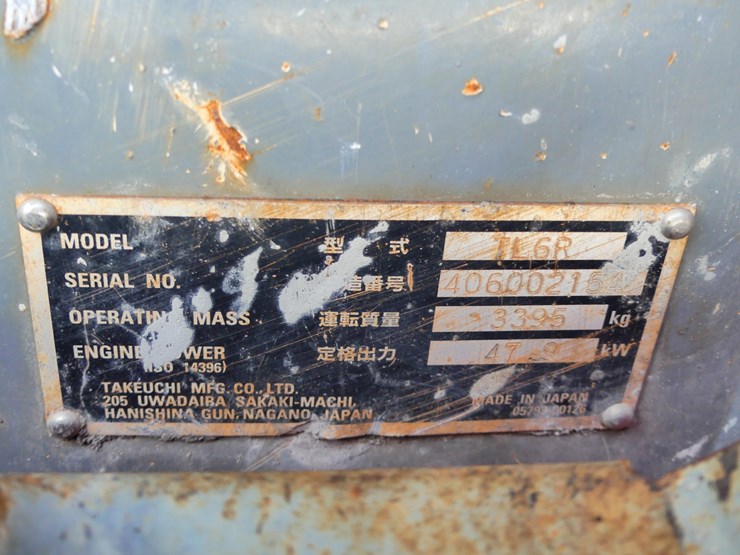 MODEL 型式 TL6R
SERIAL NO. 番号
OPERATING MASS 運転質量 3395 kg
ENGINE POWER 定格出力 kW
(ISO 14396)
TAKEUCHI MFG. CO., LTD.
205 UWADAIBA SAKAKI-MACHI,
HANISHINA GUN, NAGANO, JAPAN
MADE IN JAPAN